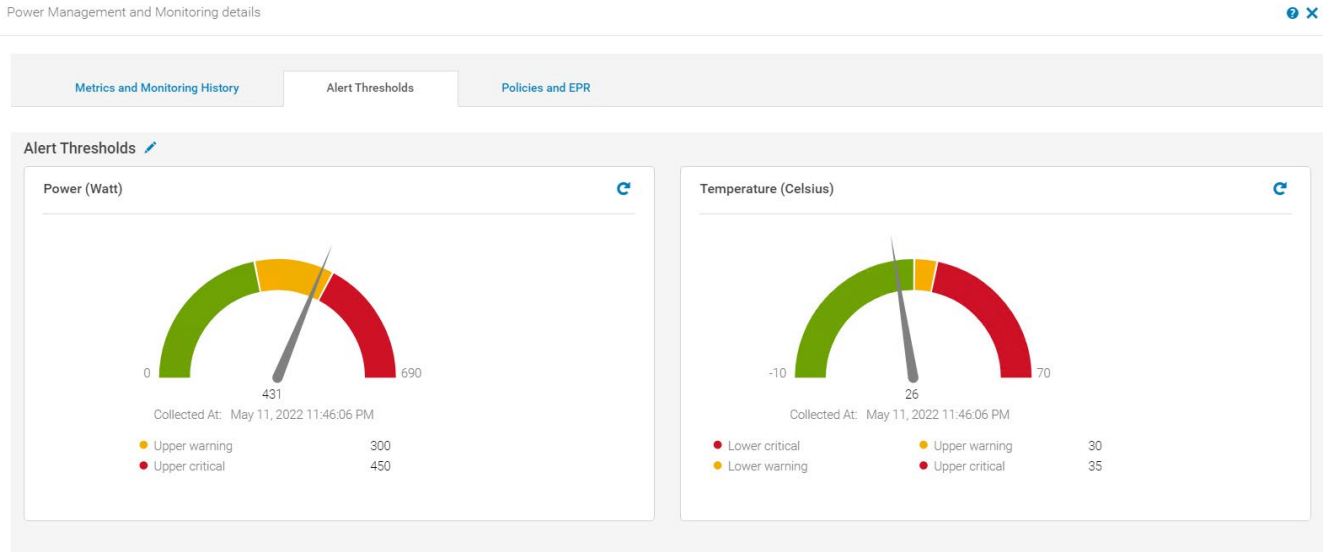 Power Management and Monitoring details
Metrics and Monitoring History Alert Thresholds Policies and EPR
Alert Thresholds
Power (Watt)
0 690
431
Collected At: May 11, 2022 11:46:06 PM
Upper warning 300
Upper critical 450
Temperature (Celsius)
-10 70
26
Collected At: May 11, 2022 11:46:06 PM
Lower critical Upper warning 30
Lower warning Upper critical 35